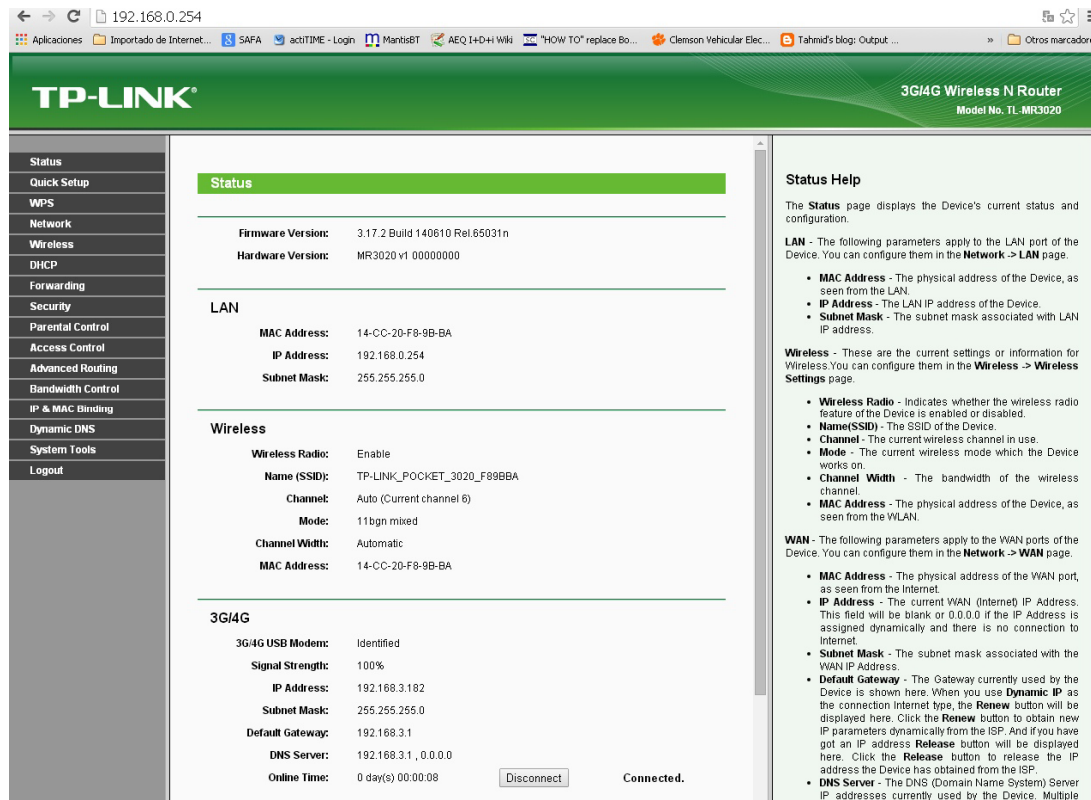 192.168.0.254
Aplicaciones Importado de Internet... SAFA actiTIME - Login MantisBT AEQ I+D+i Wiki "HOW TO" replace Bo... Clemson Vehicular Elec... Tahmid's blog: Output ... » Otros marcadore
TP-LINK®
3G/4G Wireless N Router
Model No. TL-MR3020
Status
Quick Setup
WPS
Network
Wireless
DHCP
Forwarding
Security
Parental Control
Access Control
Advanced Routing
Bandwidth Control
IP & MAC Binding
Dynamic DNS
System Tools
Logout
Status
Firmware Version: 3.17.2 Build 140610 Rel.65031n
Hardware Version: MR3020 v1 00000000
LAN
MAC Address: 14-CC-20-F8-9B-BA
IP Address: 192.168.0.254
Subnet Mask: 255.255.255.0
Wireless
Wireless Radio: Enable
Name (SSID): TP-LINK_POCKET_3020_F89BBA
Channel: Auto (Current channel 6)
Mode: 11bgn mixed
Channel Width: Automatic
MAC Address: 14-CC-20-F8-9B-BA
3G/4G
3G/4G USB Modem: Identified
Signal Strength: 100%
IP Address: 192.168.3.182
Subnet Mask: 255.255.255.0
Default Gateway: 192.168.3.1
DNS Server: 192.168.3.1 , 0.0.0.0
Online Time: 0 day(s) 00:00:08 Disconnect Connected.
Status Help
The Status page displays the Device's current status and
configuration.
LAN - The following parameters apply to the LAN port of the
Device. You can configure them in the Network -> LAN page.
• MAC Address - The physical address of the Device, as
seen from the LAN.
• IP Address - The LAN IP address of the Device.
• Subnet Mask - The subnet mask associated with LAN
IP address.
Wireless - These are the current settings or information for
Wireless.You can configure them in the Wireless -> Wireless
Settings page.
• Wireless Radio - Indicates whether the wireless radio
feature of the Device is enabled or disabled.
• Name(SSID) - The SSID of the Device.
• Channel - The current wireless channel in use.
• Mode - The current wireless mode which the Device
works on.
• Channel Width - The bandwidth of the wireless
channel.
• MAC Address - The physical address of the Device, as
seen from the WLAN.
WAN - The following parameters apply to the WAN ports of the
Device. You can configure them in the Network -> WAN page.
• MAC Address - The physical address of the WAN port,
as seen from the Internet.
• IP Address - The current WAN (Internet) IP Address.
This field will be blank or 0.0.0.0 if the IP Address is
assigned dynamically and there is no connection to
Internet.
• Subnet Mask - The subnet mask associated with the
WAN IP Address.
• Default Gateway - The Gateway currently used by the
Device is shown here. When you use Dynamic IP as
the connection Internet type, the Renew button will be
displayed here. Click the Renew button to obtain new
IP parameters dynamically from the ISP. And if you have
got an IP address Release button will be displayed
here. Click the Release button to release the IP
address the Device has obtained from the ISP.
• DNS Server - The DNS (Domain Name System) Server
IP addresses currently used by the Device. Multiple